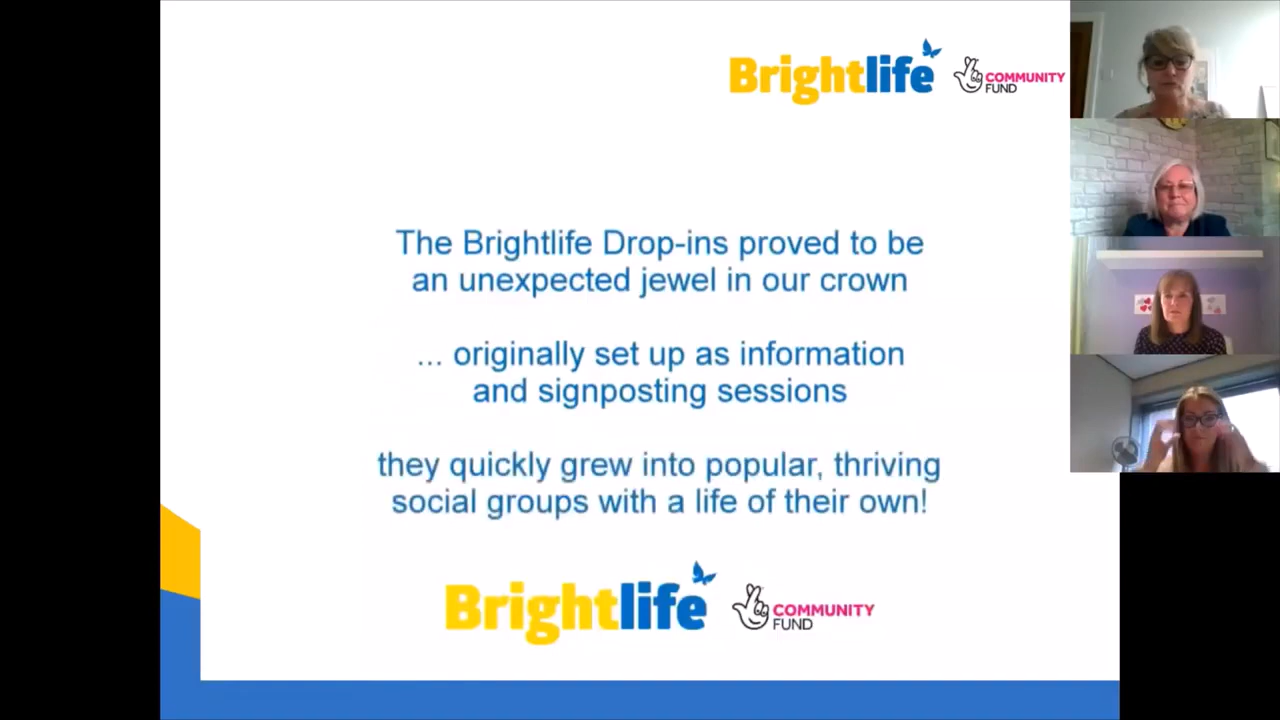 Brightlife
COMMUNITY
FUND
The Brightlife Drop-ins proved to be
an unexpected jewel in our crown
... originally set up as information
and signposting sessions
they quickly grew into popular, thriving
social groups with a life of their own!
Brightlife
COMMUNITY
FUND